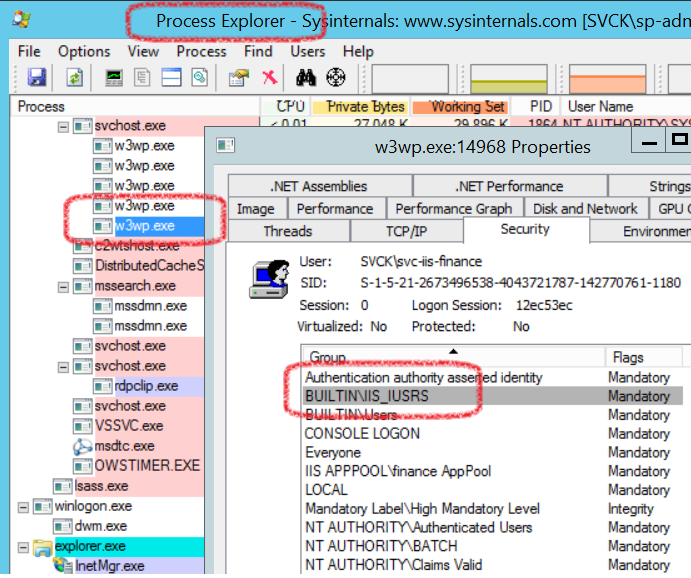 Process Explorer - Sysinternals: www.sysinternals.com [SVCK\sp-adm
File Options View Process Find Users Help
Process CPU Private Bytes Working Set PID User Name
svchost.exe < 0.01 27,048 K 29,896 K 1864 NT AUTHORITY\SYS
w3wp.exe
w3wp.exe
w3wp.exe
w3wp.exe
w3wp.exe
c2wtshost.exe
DistributedCacheS
mssearch.exe
mssdmn.exe
mssdmn.exe
svchost.exe
svchost.exe
rdpclip.exe
svchost.exe
VSSVC.exe
msdtc.exe
OWSTIMER.EXE
lsass.exe
winlogon.exe
dwm.exe
explorer.exe
InetMgr.exe
w3wp.exe:14968 Properties
.NET Assemblies .NET Performance Strings
Image Performance Performance Graph Disk and Network GPU G
Threads TCP/IP Security Environmen
User: SVCK\svc-iis-finance
SID: S-1-5-21-2673496538-4043721787-142770761-1180
Session: 0 Logon Session: 12ec53ec
Virtualized: No Protected: No
Group Flags
Authentication authority asserted identity Mandatory
BUILTIN\IIS_IUSRS Mandatory
BUILTIN\Users Mandatory
CONSOLE LOGON Mandatory
Everyone Mandatory
IIS APPPOOL\finance AppPool Mandatory
LOCAL Mandatory
Mandatory Label\High Mandatory Level Integrity
NT AUTHORITY\Authenticated Users Mandatory
NT AUTHORITY\BATCH Mandatory
NT AUTHORITY\Claims Valid Mandatory